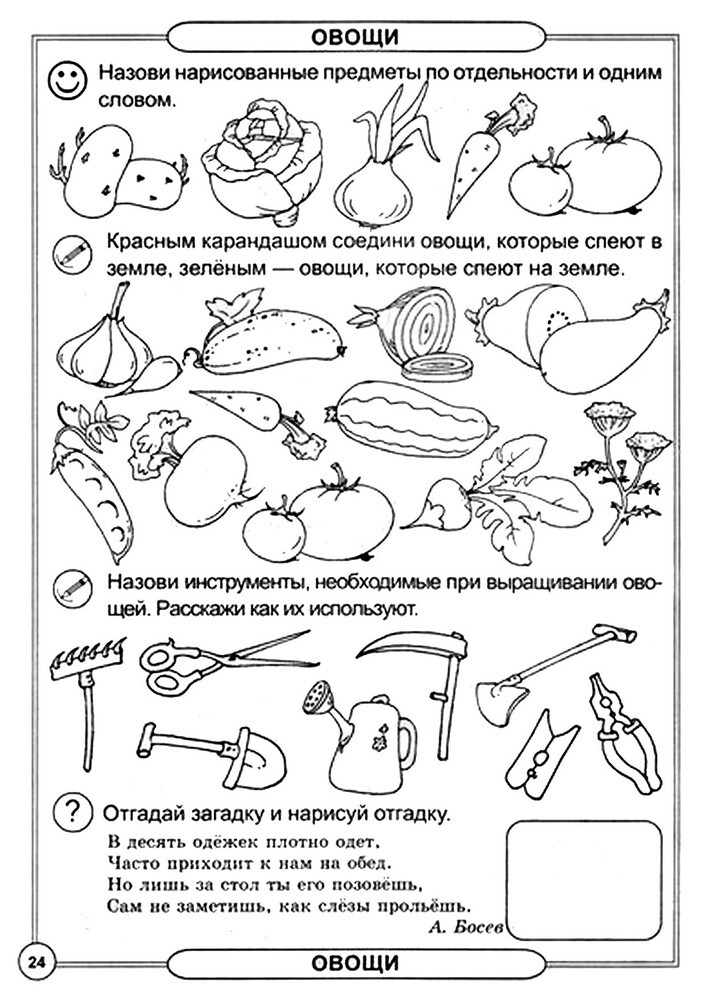 ОВОЩИ
Назови нарисованные предметы по отдельности и одним
словом.
Красным карандашом соедини овощи, которые спеют в
земле, зелёным — овощи, которые спеют на земле.
Назови инструменты, необходимые при выращивании ово-
щей. Расскажи как их используют.
? Отгадай загадку и нарисуй отгадку.
В десять одёжек плотно одет,
Часто приходит к нам на обед.
Но лишь за стол ты его позовёшь,
Сам не заметишь, как слёзы прольёшь.
А. Босев
24
ОВОЩИ